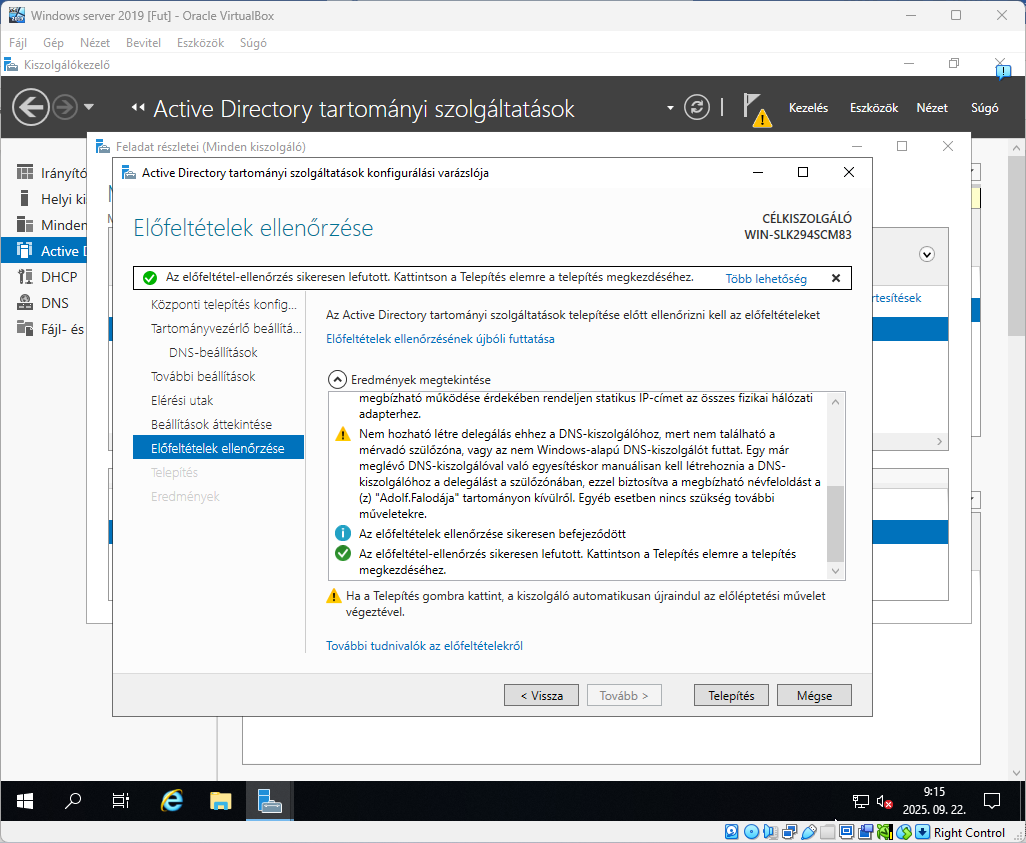 Windows server 2019 [Fut] - Oracle VirtualBox
Fájl Gép Nézet Bevitel Eszközök Súgó
Kiszolgálókezelő
Active Directory tartományi szolgáltatások
Kezelés Eszközök Nézet Súgó
Feladat részletei (Minden kiszolgáló)
Irányító
Helyi ki
Minden
Active D
DHCP
DNS
Fájl- és
Active Directory tartományi szolgáltatások konfigurálási varázslója
Előfeltételek ellenőrzése
CÉLKISZOLGÁLÓ
WIN-SLK294SCM83
Az előfeltétel-ellenőrzés sikeresen lefutott. Kattintson a Telepítés elemre a telepítés megkezdéséhez. Több lehetőség
Központi telepítés konfig...
Tartományvezérlő beállítá...
DNS-beállítások
További beállítások
Elérési utak
Beállítások áttekintése
Előfeltételek ellenőrzése
Telepítés
Eredmények
Az Active Directory tartományi szolgáltatások telepítése előtt ellenőrizni kell az előfeltételeket
Előfeltételek ellenőrzésének újbóli futtatása
Eredmények megtekintése
megbízható működése érdekében rendeljen statikus IP-címet az összes fizikai hálózati
adapterhez.
Nem hozható létre delegálás ehhez a DNS-kiszolgálóhoz, mert nem található a
mérvadó szülőzóna, vagy az nem Windows-alapú DNS-kiszolgálót futtat. Egy már
meglévő DNS-kiszolgálóval való egyesítéskor manuálisan kell létrehoznia a DNS-
kiszolgálóhoz a delegálást a szülőzónában, ezzel biztosítva a megbízható névfeloldást a
(z) "Adolf.Falodája" tartományon kívülről. Egyéb esetben nincs szükség további
műveletekre.
Az előfeltételek ellenőrzése sikeresen befejeződött
Az előfeltétel-ellenőrzés sikeresen lefutott. Kattintson a Telepítés elemre a telepítés
megkezdéséhez.
Ha a Telepítés gombra kattint, a kiszolgáló automatikusan újraindul az előléptetési művelet
végeztével.
További tudnivalók az előfeltételekről
rtesítések
< Vissza Tovább > Telepítés Mégse
9:15
2025. 09. 22.
Right Control